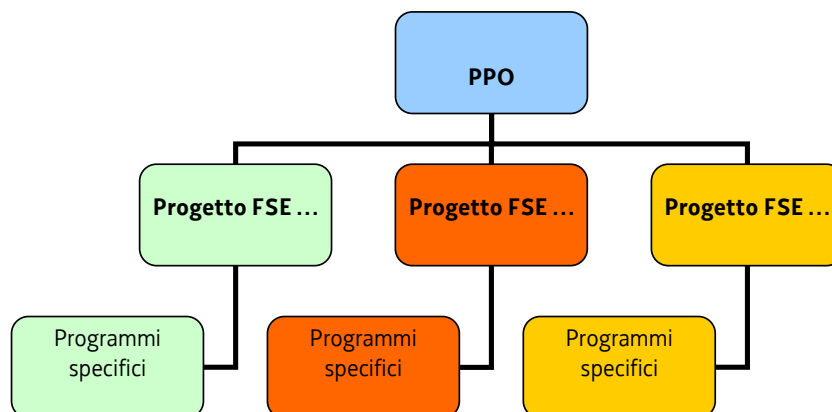 PPO
Progetto FSE …
Progetto FSE …
Progetto FSE …
Programmi
specifici
Programmi
specifici
Programmi
specifici